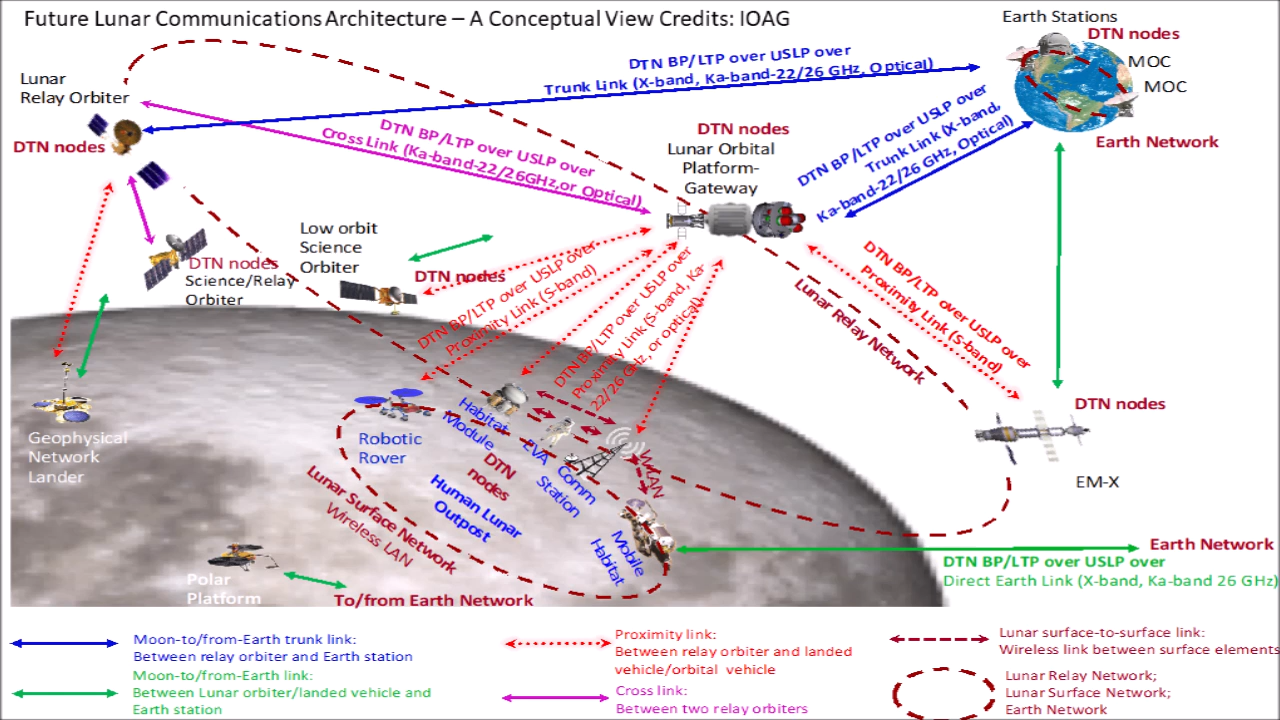 Future Lunar Communications Architecture – A Conceptual View Credits: IOAG
Earth Stations
DTN nodes
MOC
MOC
Earth Network
Lunar
Relay Orbiter
DTN nodes
DTN BP/LTP over USLP over
Trunk Link (X-band, Ka-band-22/26 GHz, Optical)
DTN BP/LTP over USLP over
Cross Link (Ka-band-22/26GHz,or Optical)
DTN nodes
Lunar Orbital
Platform-
Gateway
DTN BP/LTP over USLP over
Trunk Link (X-band,
Ka-band-22/26 GHz, Optical)
DTN nodes
Science/Relay
Orbiter
Low orbit
Science
Orbiter
DTN nodes
DTN BP/LTP over USLP over
Proximity Link (S-band)
DTN BP/LTP over USLP over
Proximity Link (S-band, Ka-
22/26 GHz, or optical)
Lunar Relay Network
DTN BP/LTP over USLP over
Proximity Link (S-band)
DTN nodes
EM-X
Geophysical
Network
Lander
Robotic
Rover
Habitat
Module
EVA
Comm
Station
WLAN
DTN
nodes
Human Lunar
Outpost
Mobile
Habitat
Lunar Surface Network
Wireless LAN
Polar
Platform
To/from Earth Network
Earth Network
DTN BP/LTP over USLP over
Direct Earth Link (X-band, Ka-band 26 GHz)
Moon-to/from-Earth trunk link:
Between relay orbiter and Earth station
Moon-to/from-Earth link:
Between Lunar orbiter/landed vehicle and
Earth station
Proximity link:
Between relay orbiter and landed
vehicle/orbital vehicle
Cross link:
Between two relay orbiters
Lunar surface-to-surface link:
Wireless link between surface elements
Lunar Relay Network;
Lunar Surface Network;
Earth Network